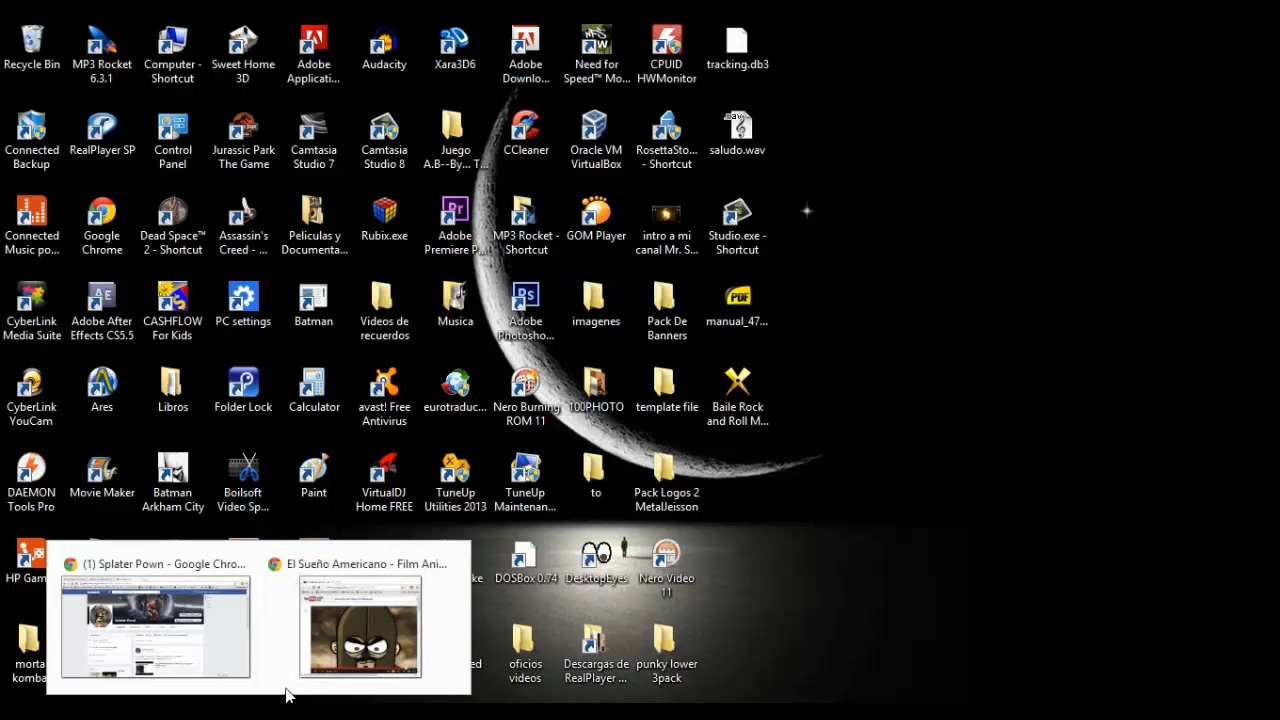 Recycle Bin
MP3 Rocket
6.3.1
Computer -
Shortcut
Sweet Home
3D
Adobe
Applicati...
Audacity
Xara3D6
Adobe
Downlo...
Need for
Speed™ Mo...
CPUID
HWMonitor
tracking.db3
Connected
Backup
RealPlayer SP
Control
Panel
Jurassic Park
The Game
Camtasia
Studio 7
Camtasia
Studio 8
Juego
A.B--By... T...
CCleaner
Oracle VM
VirtualBox
RosettaSto...
- Shortcut
saludo.wav
Connected
Music po...
Google
Chrome
Dead Space™
2 - Shortcut
Assassin's
Creed - ...
Peliculas y
Documenta...
Rubix.exe
Adobe
Premiere P...
MP3 Rocket -
Shortcut
GOM Player
intro a mi
canal Mr. S...
Studio.exe -
Shortcut
CyberLink
Media Suite
Adobe After
Effects CS5.5
CASHFLOW
For Kids
PC settings
Batman
Videos de
recuerdos
Musica
Adobe
Photosho...
imagenes
Pack De
Banners
PDF
manual_47...
CyberLink
YouCam
Ares
Libros
Folder Lock
Calculator
avast! Free
Antivirus
eurotraduc...
Nero Burning
ROM 11
100PHOTO
template file
Baile Rock
and Roll M...
DAEMON
Tools Pro
Movie Maker
Batman
Arkham City
Boilsoft
Video Sp...
Paint
VirtualDJ
Home FREE
TuneUp
Utilities 2013
TuneUp
Maintenan...
to
Pack Logos 2
MetalJeisson
HP Gam
(1) Splater Pown - Google Chro...
El Sueño Americano - Film Ani...
ke
DOSBox 0.74
DesktopEyes
Nero Video
11
morta
komba
ed
oficios
videos
Descargas de
RealPlayer ...
punky lower
3pack